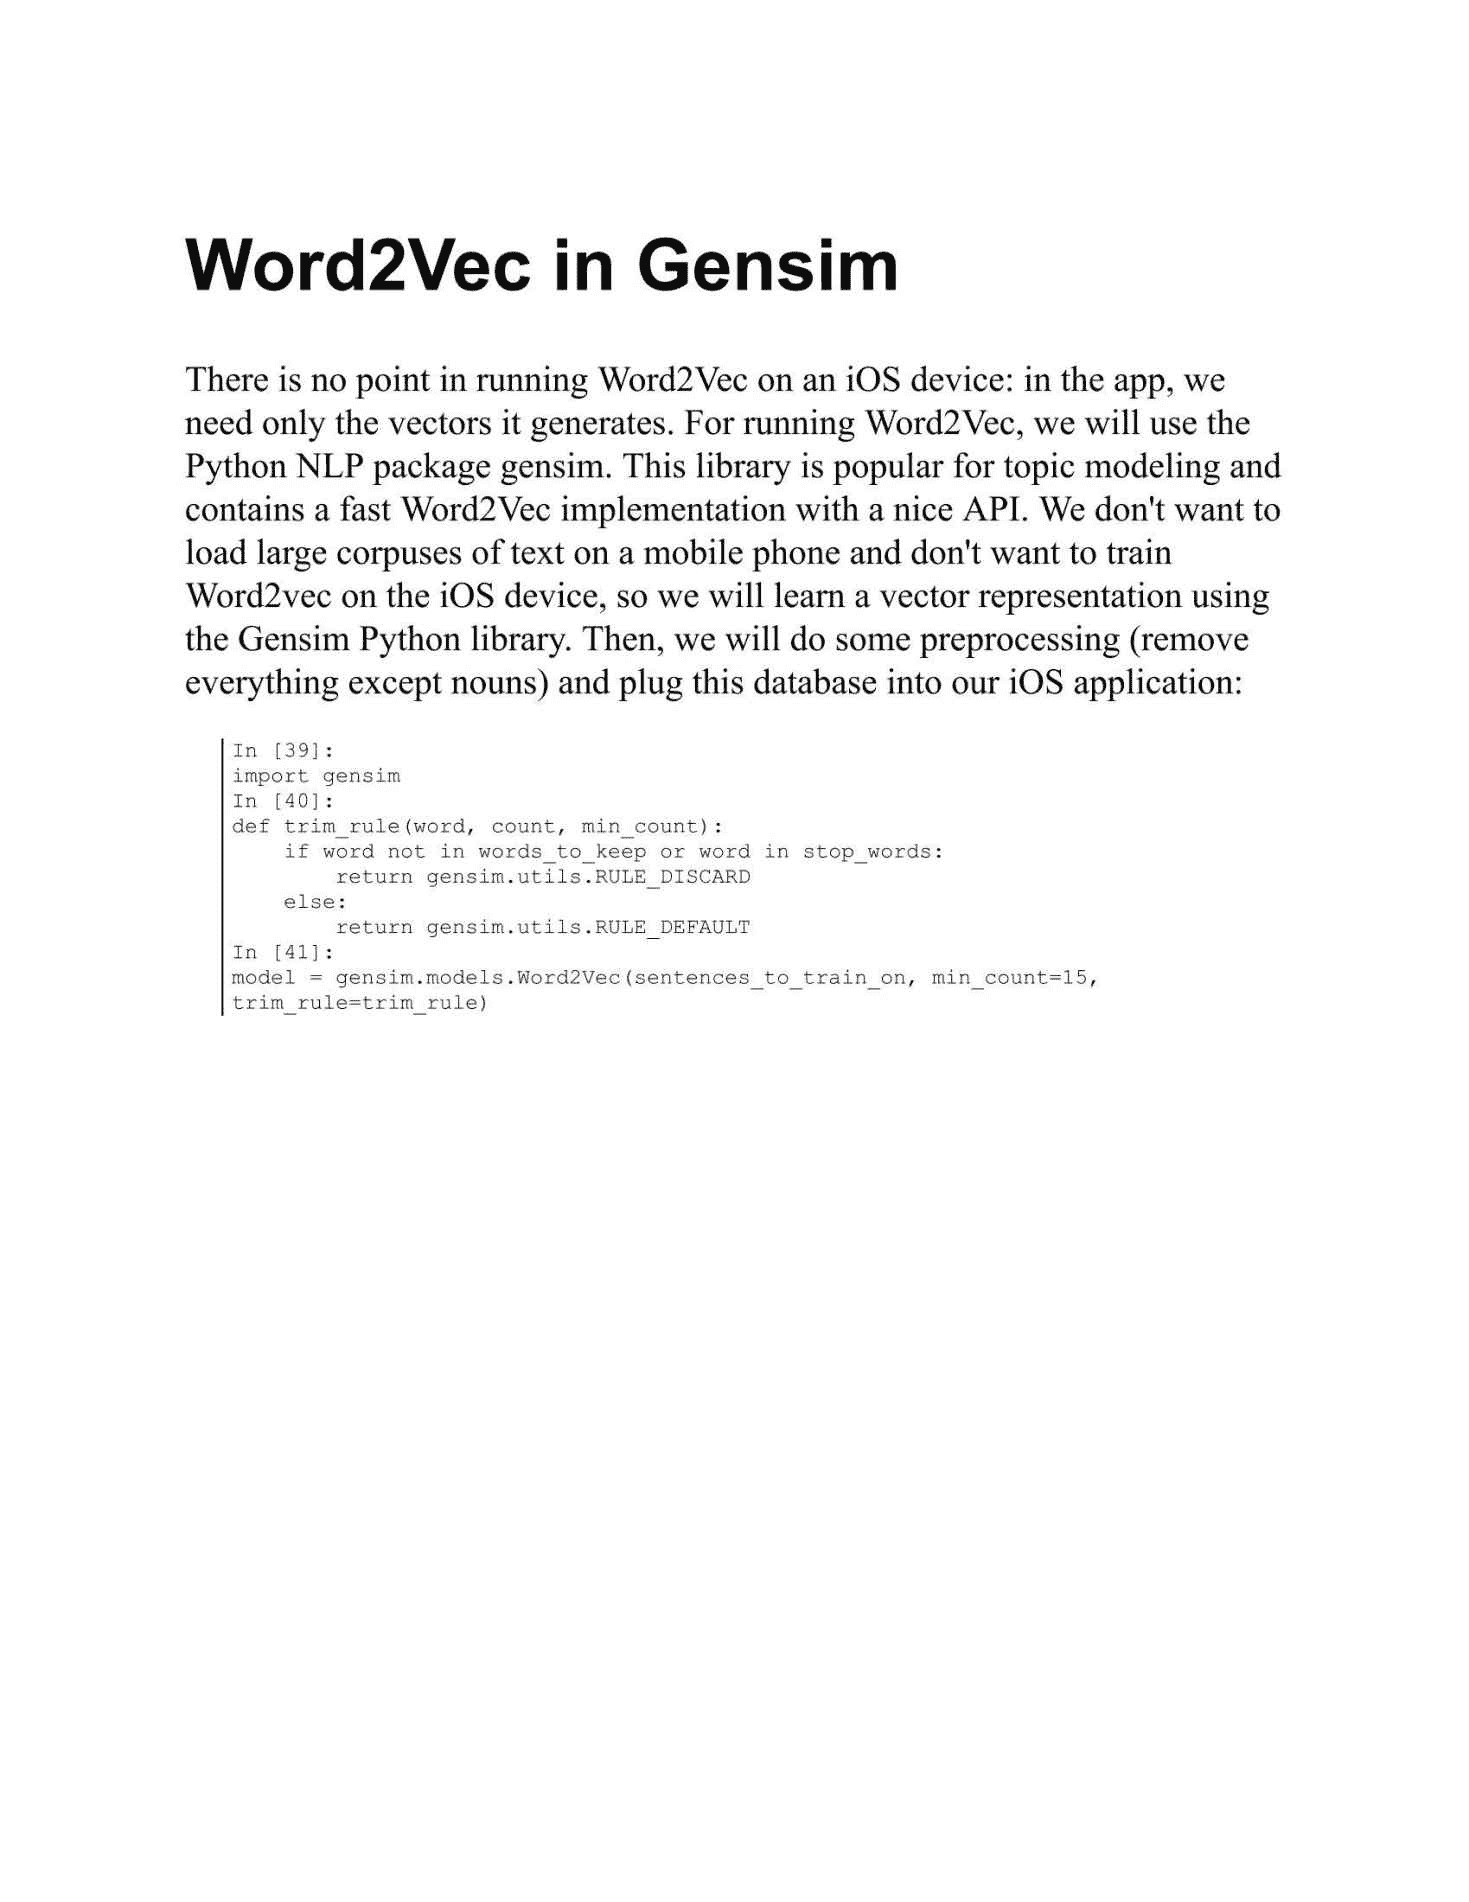 Word2Vec in Gensim
There is no point in running Word2Vec on an iOS device: in the app, we
need only the vectors it generates. For running Word2Vec, we will use the
Python NLP package gensim. This library is popular for topic modeling and
contains a fast Word2Vec implementation with a nice API. We don't want to
load large corpuses of text on a mobile phone and don't want to train
Word2vec on the iOS device, so we will learn a vector representation using
the Gensim Python library. Then, we will do some preprocessing (remove
everything except nouns) and plug this database into our iOS application:
In [39]:
import gensim
In [40]:
def trim_rule(word, count, min_count):
    if word not in words_to_keep or word in stop_words:
        return gensim.utils.RULE_DISCARD
    else:
        return gensim.utils.RULE_DEFAULT
In [41]:
model = gensim.models.Word2Vec(sentences_to_train_on, min_count=15,
trim_rule=trim_rule)